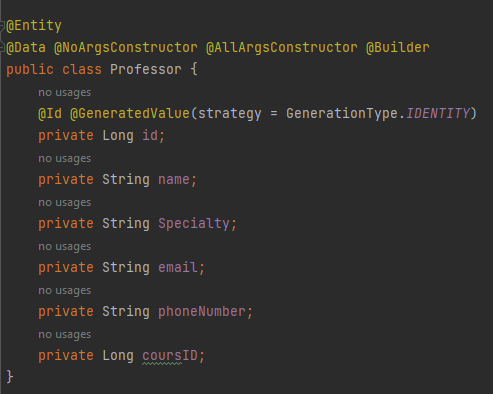 @Entity
@Data @NoArgsConstructor @AllArgsConstructor @Builder
public class Professor {
no usages
@Id @GeneratedValue(strategy = GenerationType.IDENTITY)
private Long id;
no usages
private String name;
no usages
private String Specialty;
no usages
private String email;
no usages
private String phoneNumber;
no usages
private Long coursID;
}